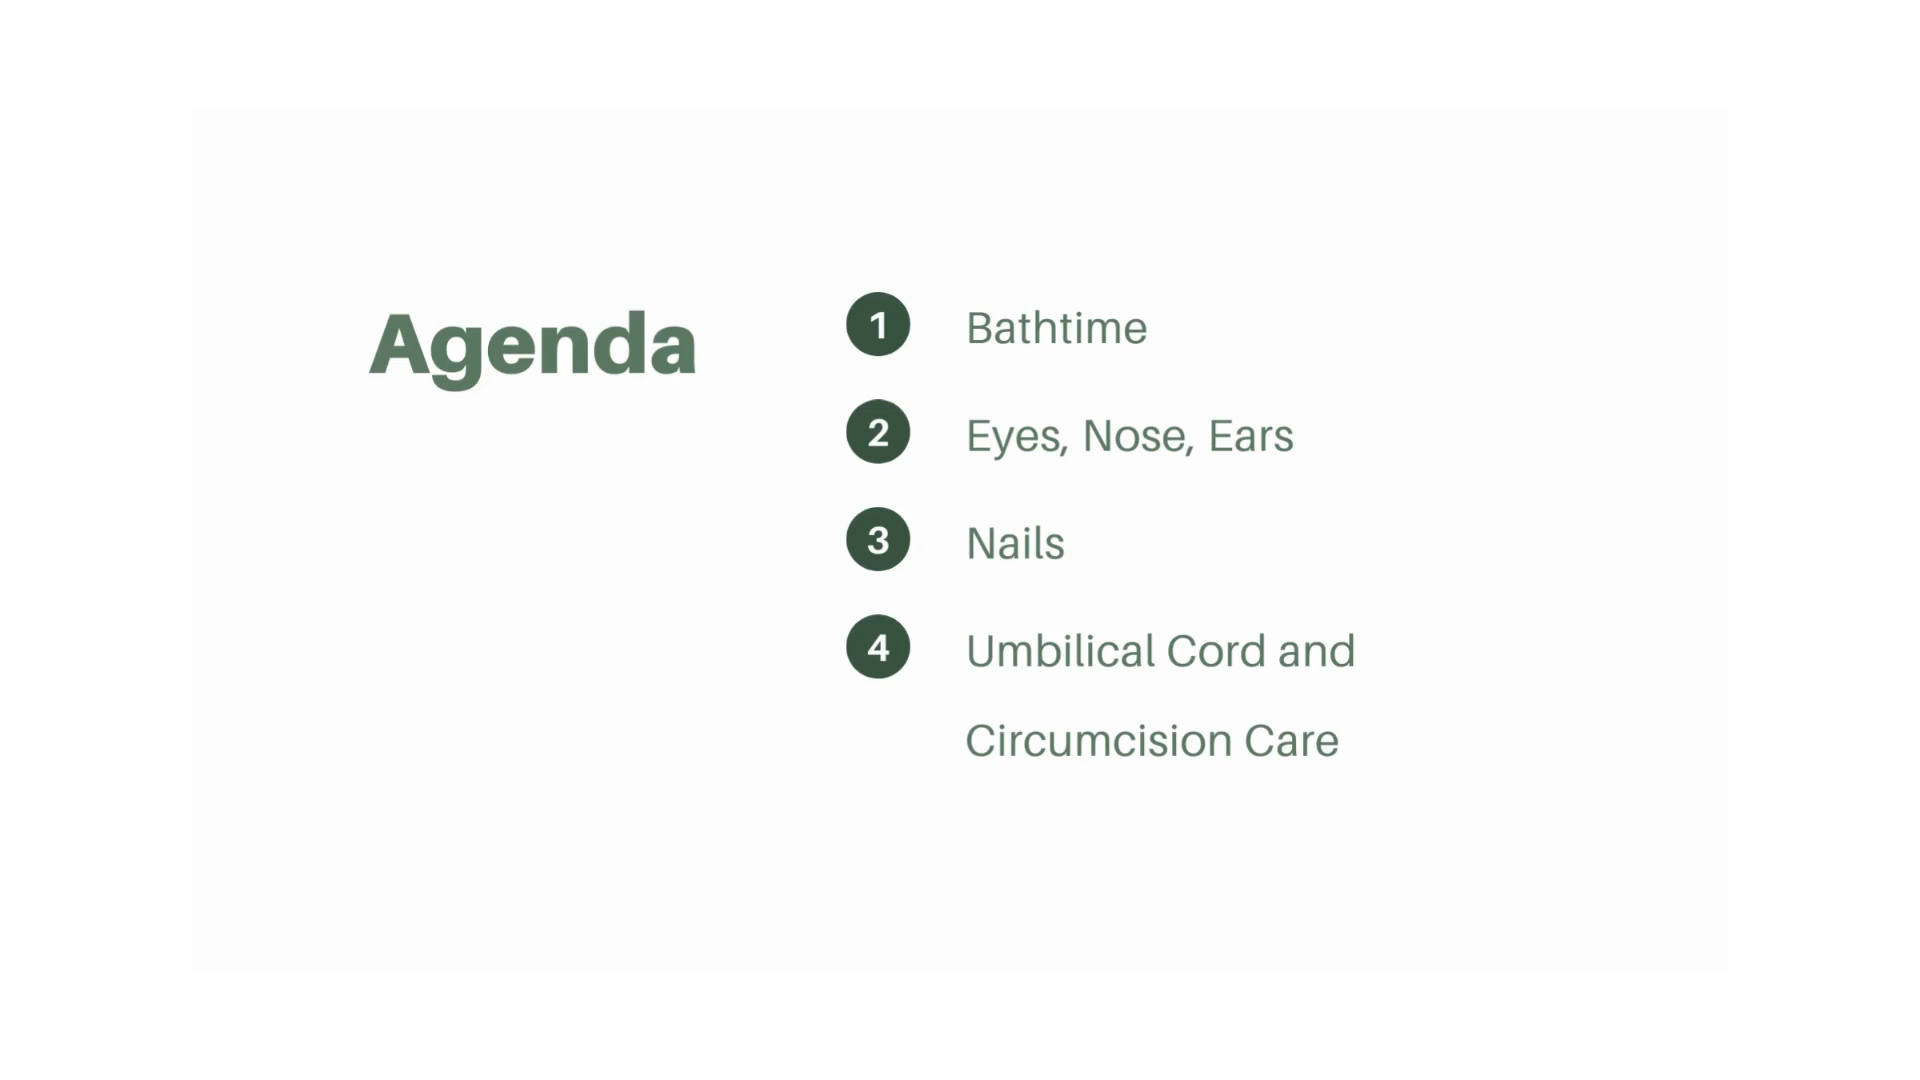 Agenda
1 Bathtime
2 Eyes, Nose, Ears
3 Nails
4 Umbilical Cord and
Circumcision Care